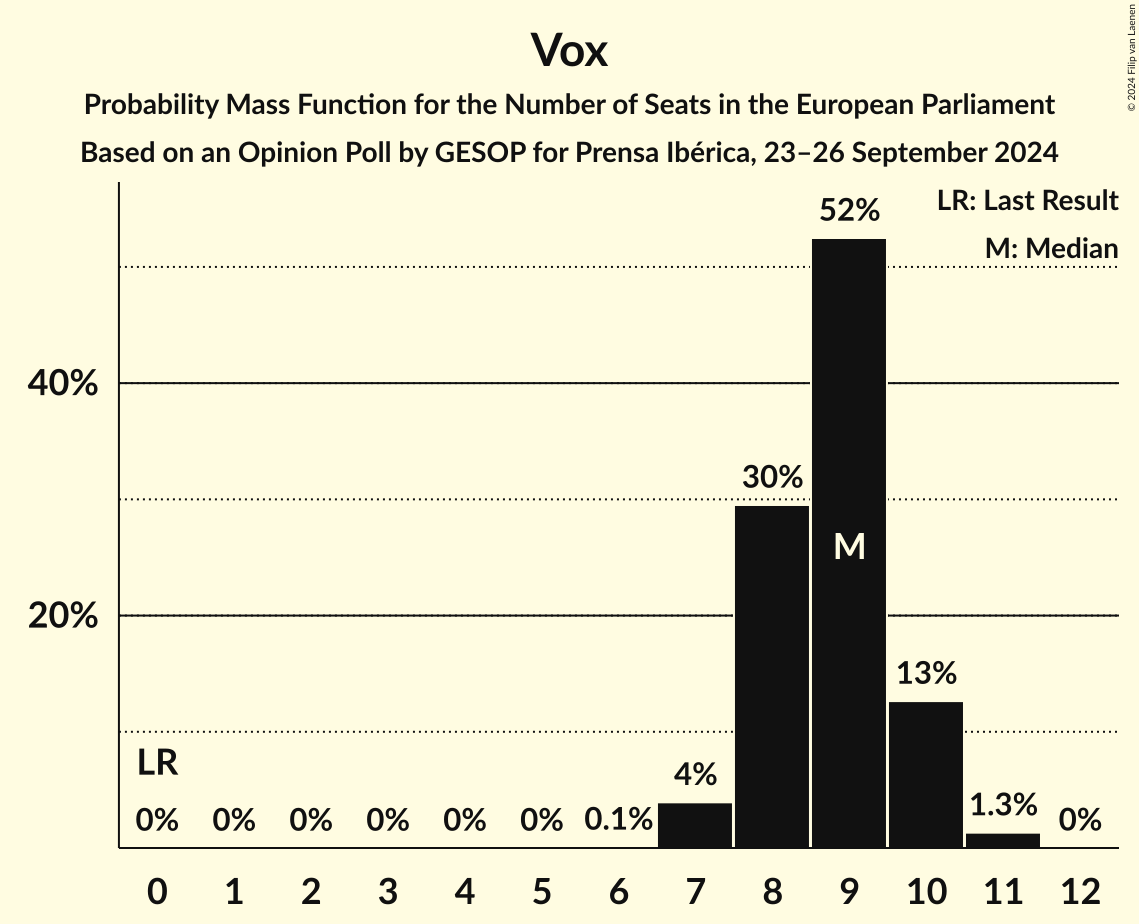 Vox
Probability Mass Function for the Number of Seats in the European Parliament
Based on an Opinion Poll by GESOP for Prensa Ibérica, 23–26 September 2024
© 2024 Filip van Laenen
LR: Last Result
M: Median
52%
40%
30%
M
20%
13%
LR
4%
0% 0% 0% 0% 0% 0% 0.1% 1.3% 0%
0 1 2 3 4 5 6 7 8 9 10 11 12